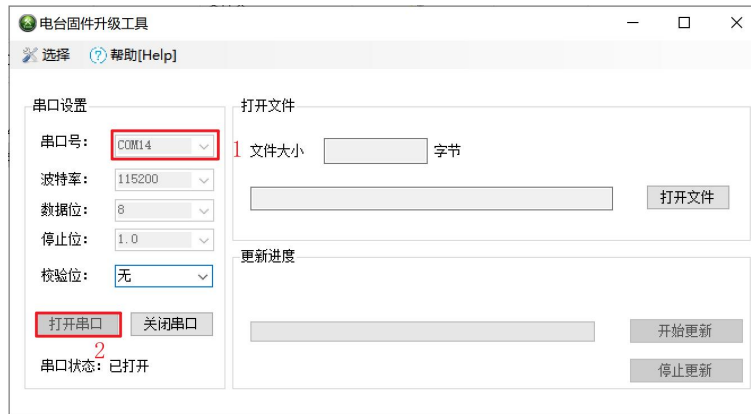 电台固件升级工具
选择 帮助[Help]
串口设置
串口号： COM14 1
波特率： 115200
数据位： 8
停止位： 1.0
校验位： 无
打开串口 关闭串口
2
串口状态：已打开
打开文件
文件大小 字节
打开文件
更新进度
开始更新
停止更新